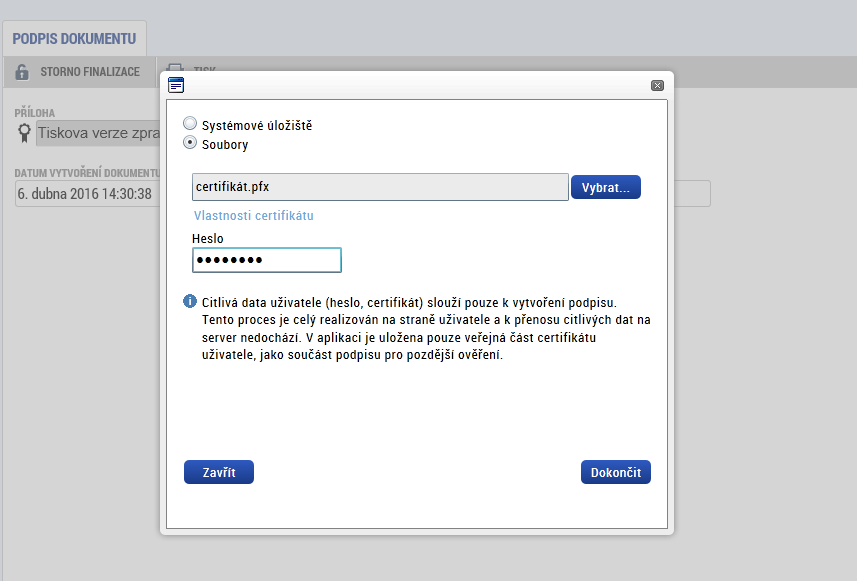 PODPIS DOKUMENTU
STORNO FINALIZACE
TISK
PŘÍLOHA
Tiskova verze zpra
DATUM VYTVOŘENÍ DOKUMENTU
6. dubna 2016 14:30:38
Systémové úložiště
Soubory
certifikát.pfx
Vybrat...
Vlastnosti certifikátu
Heslo
••••••••
Citlivá data uživatele (heslo, certifikát) slouží pouze k vytvoření podpisu.
Tento proces je celý realizován na straně uživatele a k přenosu citlivých dat na
server nedochází. V aplikaci je uložena pouze veřejná část certifikátu
uživatele, jako součást podpisu pro pozdější ověření.
Zavřít
Dokončit